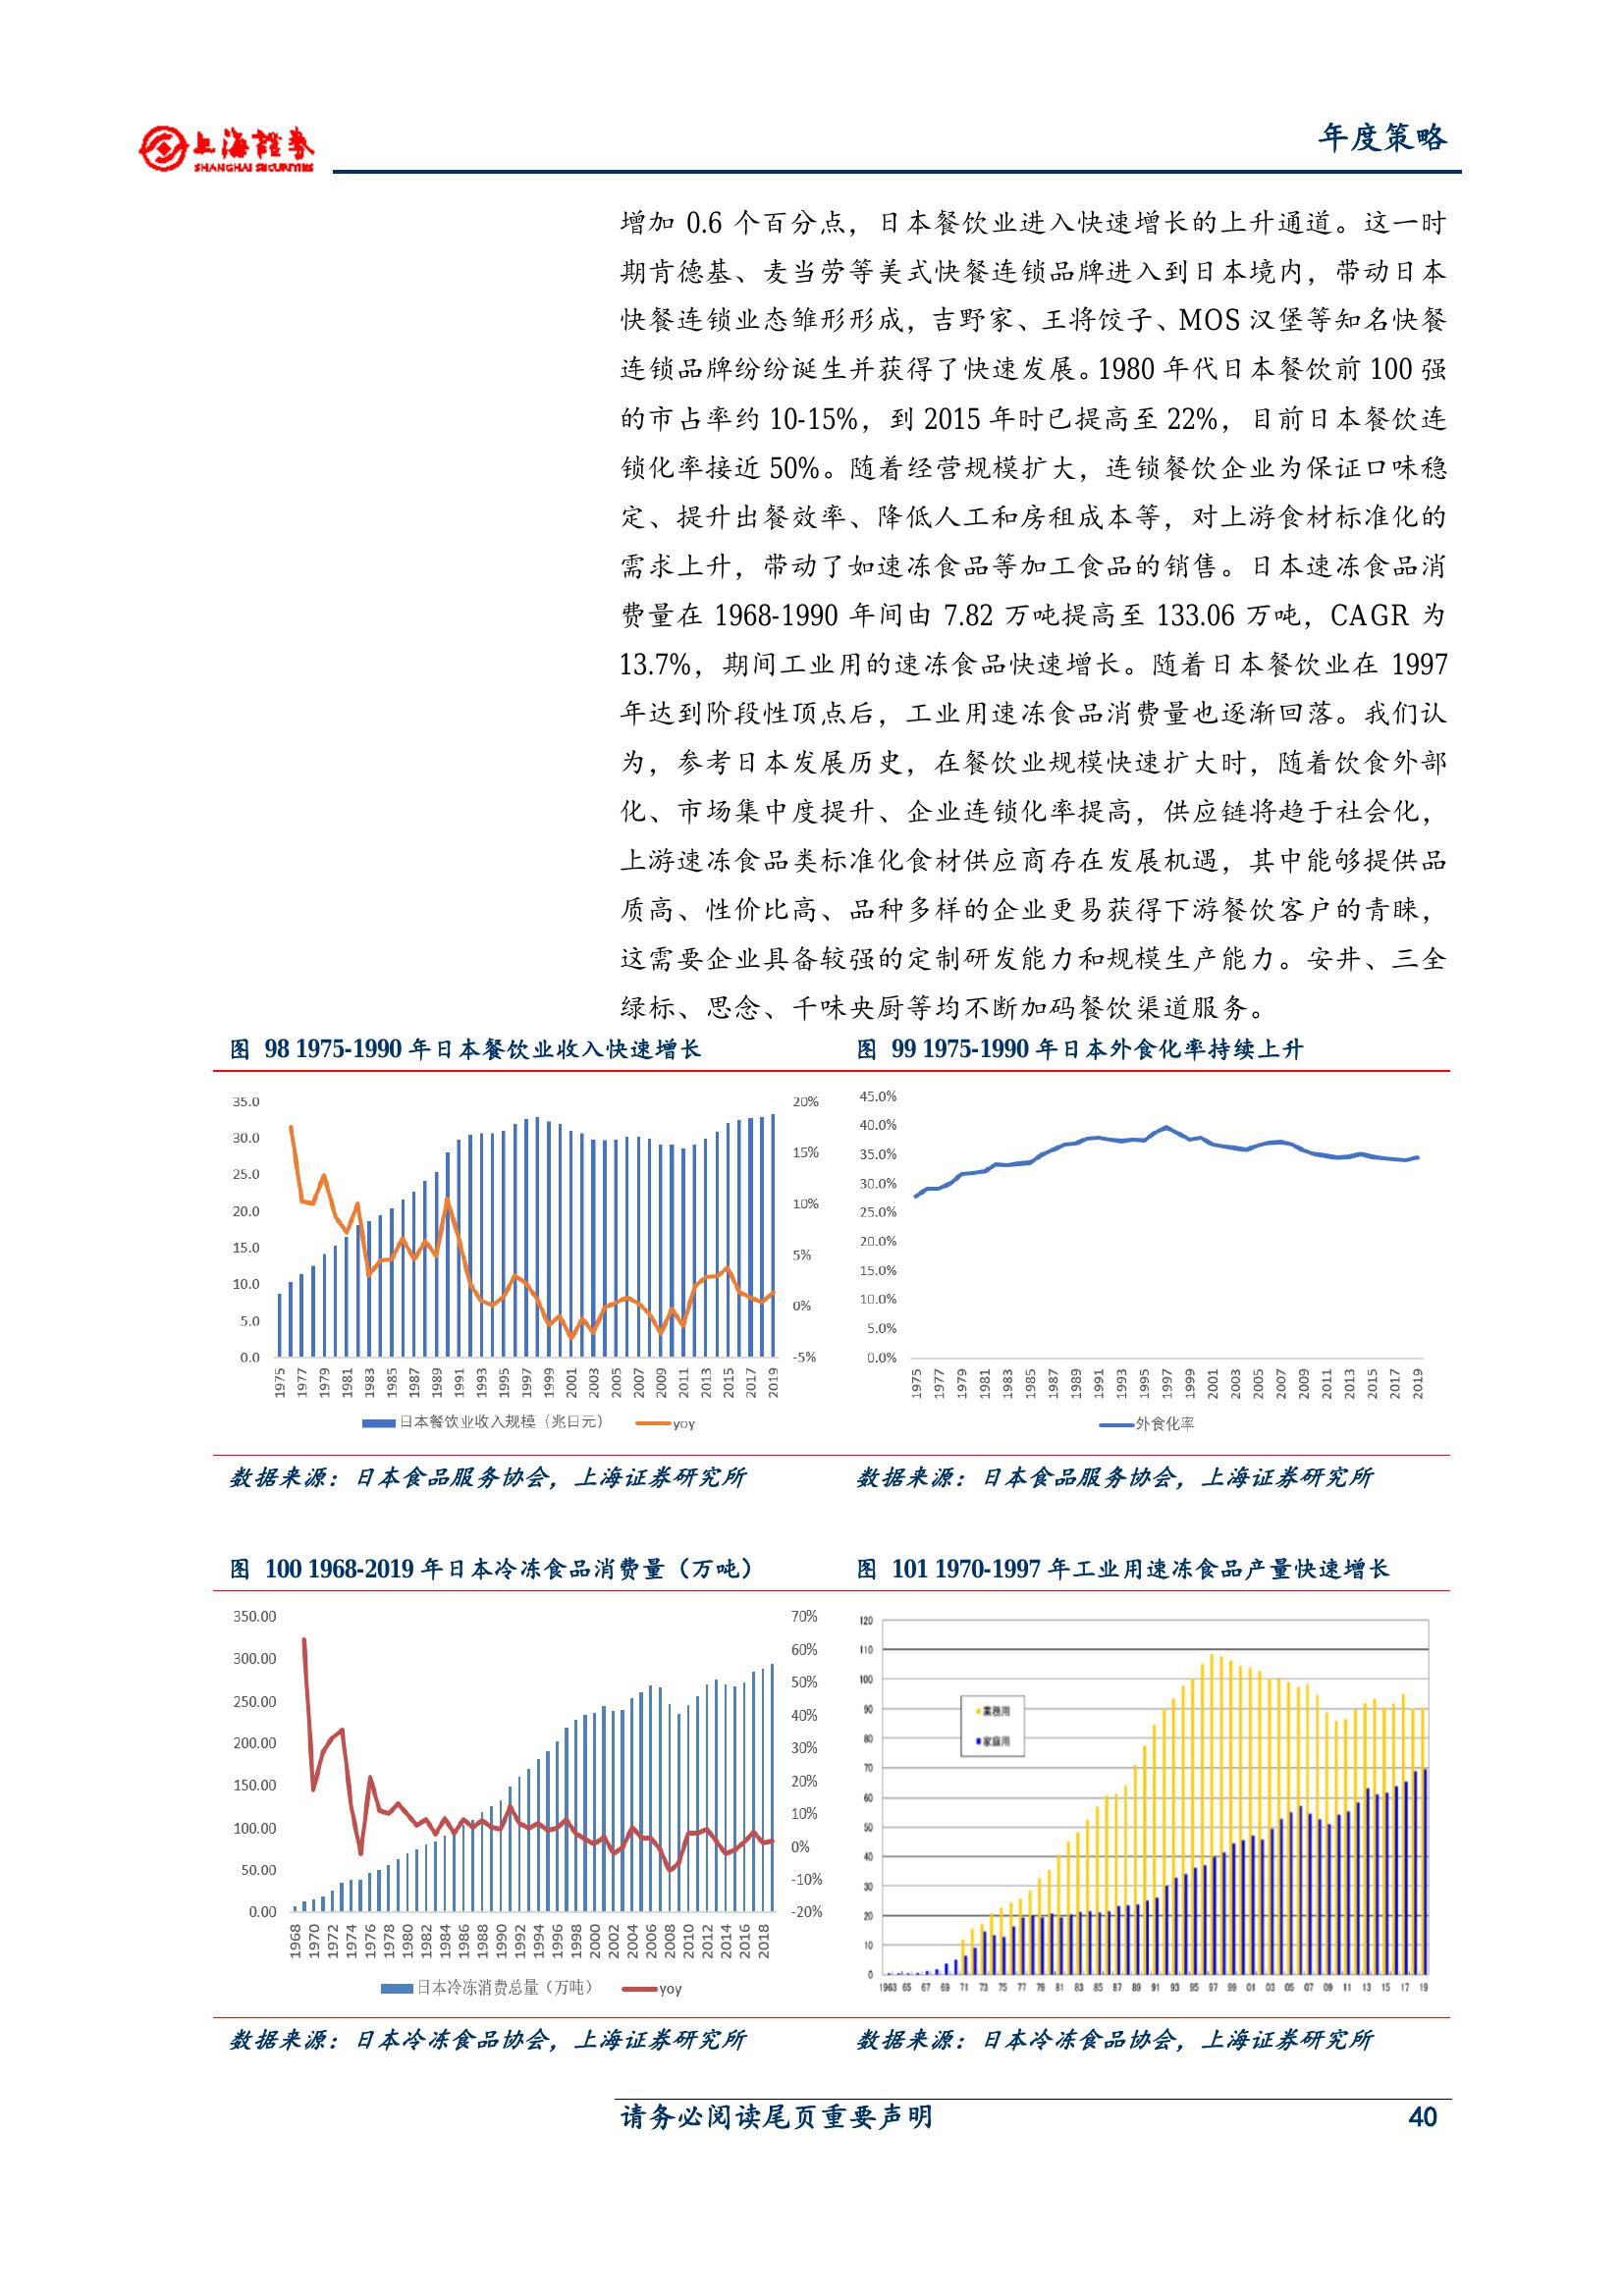 上海證券
SHANGHAI SECURITIES
年度策略
增加 0.6 个百分点，日本餐饮业进入快速增长的上升通道。这一时
期肯德基、麦当劳等美式快餐连锁品牌进入到日本境内，带动日本
快餐连锁业态雏形形成，吉野家、王将饺子、MOS 汉堡等知名快餐
连锁品牌纷纷诞生并获得了快速发展。1980 年代日本餐饮前 100 强
的市占率约 10-15%，到 2015 年时已提高至 22%，目前日本餐饮连
锁化率接近 50%。随着经营规模扩大，连锁餐饮企业为保证口味稳
定、提升出餐效率、降低人工和房租成本等，对上游食材标准化的
需求上升，带动了如速冻食品等加工食品的销售。日本速冻食品消
费量在 1968-1990 年间由 7.82 万吨提高至 133.06 万吨，CAGR 为
13.7%，期间工业用的速冻食品快速增长。随着日本餐饮业在 1997
年达到阶段性顶点后，工业用速冻食品消费量也逐渐回落。我们认
为，参考日本发展历史，在餐饮业规模快速扩大时，随着饮食外部
化、市场集中度提升、企业连锁化率提高，供应链将趋于社会化，
上游速冻食品类标准化食材供应商存在发展机遇，其中能够提供品
质高、性价比高、品种多样的企业更易获得下游餐饮客户的青睐，
这需要企业具备较强的定制研发能力和规模生产能力。安井、三全
绿标、思念、千味央厨等均不断加码餐饮渠道服务。
图 98 1975-1990 年日本餐饮业收入快速增长
35.0
30.0
25.0
20.0
15.0
10.0
5.0
0.0
20%
15%
10%
5%
0%
-5%
1975 1977 1979 1981 1983 1985 1987 1989 1991 1993 1995 1997 1999 2001 2003 2005 2007 2009 2011 2013 2015 2017 2019
日本餐饮业收入规模（兆日元） yoy
数据来源：日本食品服务协会，上海证券研究所
图 99 1975-1990 年日本外食化率持续上升
45.0%
40.0%
35.0%
30.0%
25.0%
20.0%
15.0%
10.0%
5.0%
0.0%
1975 1977 1979 1981 1983 1985 1987 1989 1991 1993 1995 1997 1999 2001 2003 2005 2007 2009 2011 2013 2015 2017 2019
外食化率
数据来源：日本食品服务协会，上海证券研究所
图 100 1968-2019 年日本冷冻食品消费量（万吨）
350.00
300.00
250.00
200.00
150.00
100.00
50.00
0.00
70%
60%
50%
40%
30%
20%
10%
0%
-10%
-20%
1968 1970 1972 1974 1976 1978 1980 1982 1984 1986 1988 1990 1992 1994 1996 1998 2000 2002 2004 2006 2008 2010 2012 2014 2016 2018
日本冷冻消费总量（万吨） yoy
数据来源：日本冷冻食品协会，上海证券研究所
图 101 1970-1997 年工业用速冻食品产量快速增长
120
110
100
90
80
70
60
50
40
30
20
10
0
業務用
家庭用
1963 65 67 69 71 73 75 77 79 81 83 85 87 89 91 93 95 97 99 01 03 05 07 09 11 13 15 17 19
数据来源：日本冷冻食品协会，上海证券研究所
请务必阅读尾页重要声明
40